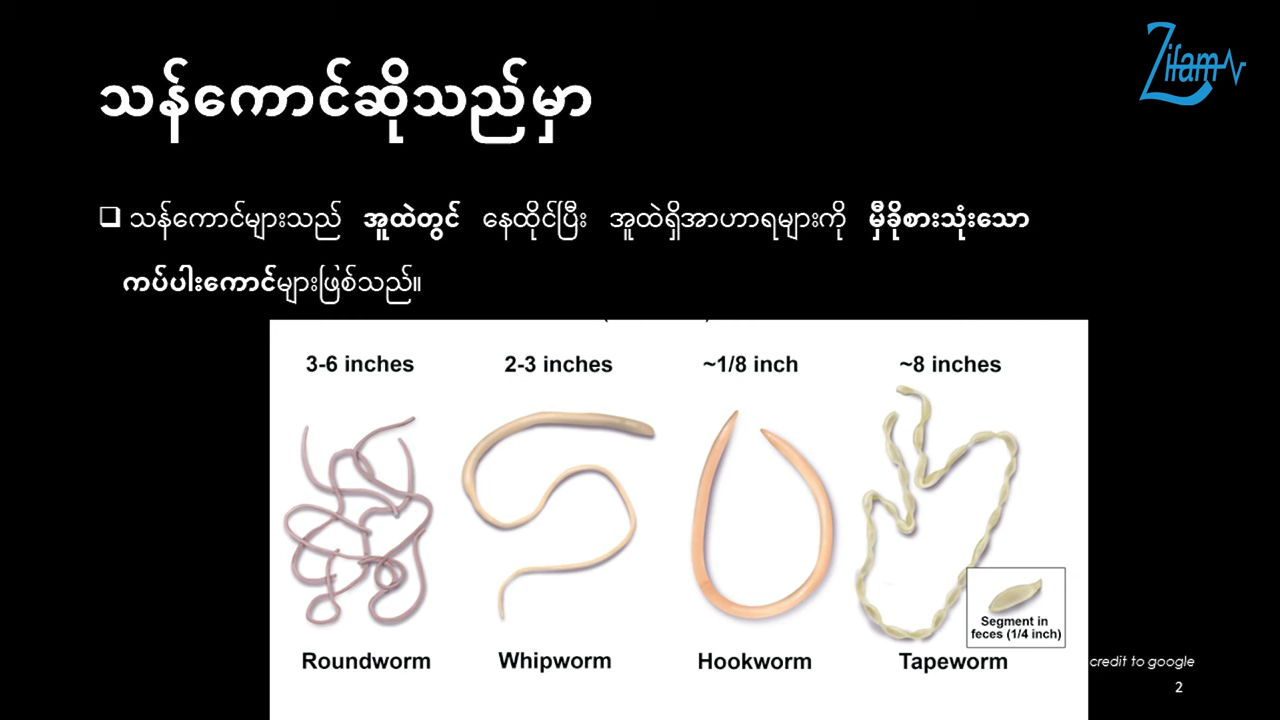 Zifam
သန်ကောင်ဆိုသည်မှာ
❑ သန်ကောင်များသည် အူထဲတွင် နေထိုင်ပြီး အူထဲရှိအာဟာရများကို မှီခိုစားသုံးသော
ကပ်ပါးကောင်များဖြစ်သည်။
3-6 inches 2-3 inches ~1/8 inch ~8 inches
Segment in
feces (1/4 inch)
Roundworm Whipworm Hookworm Tapeworm
credit to google
2